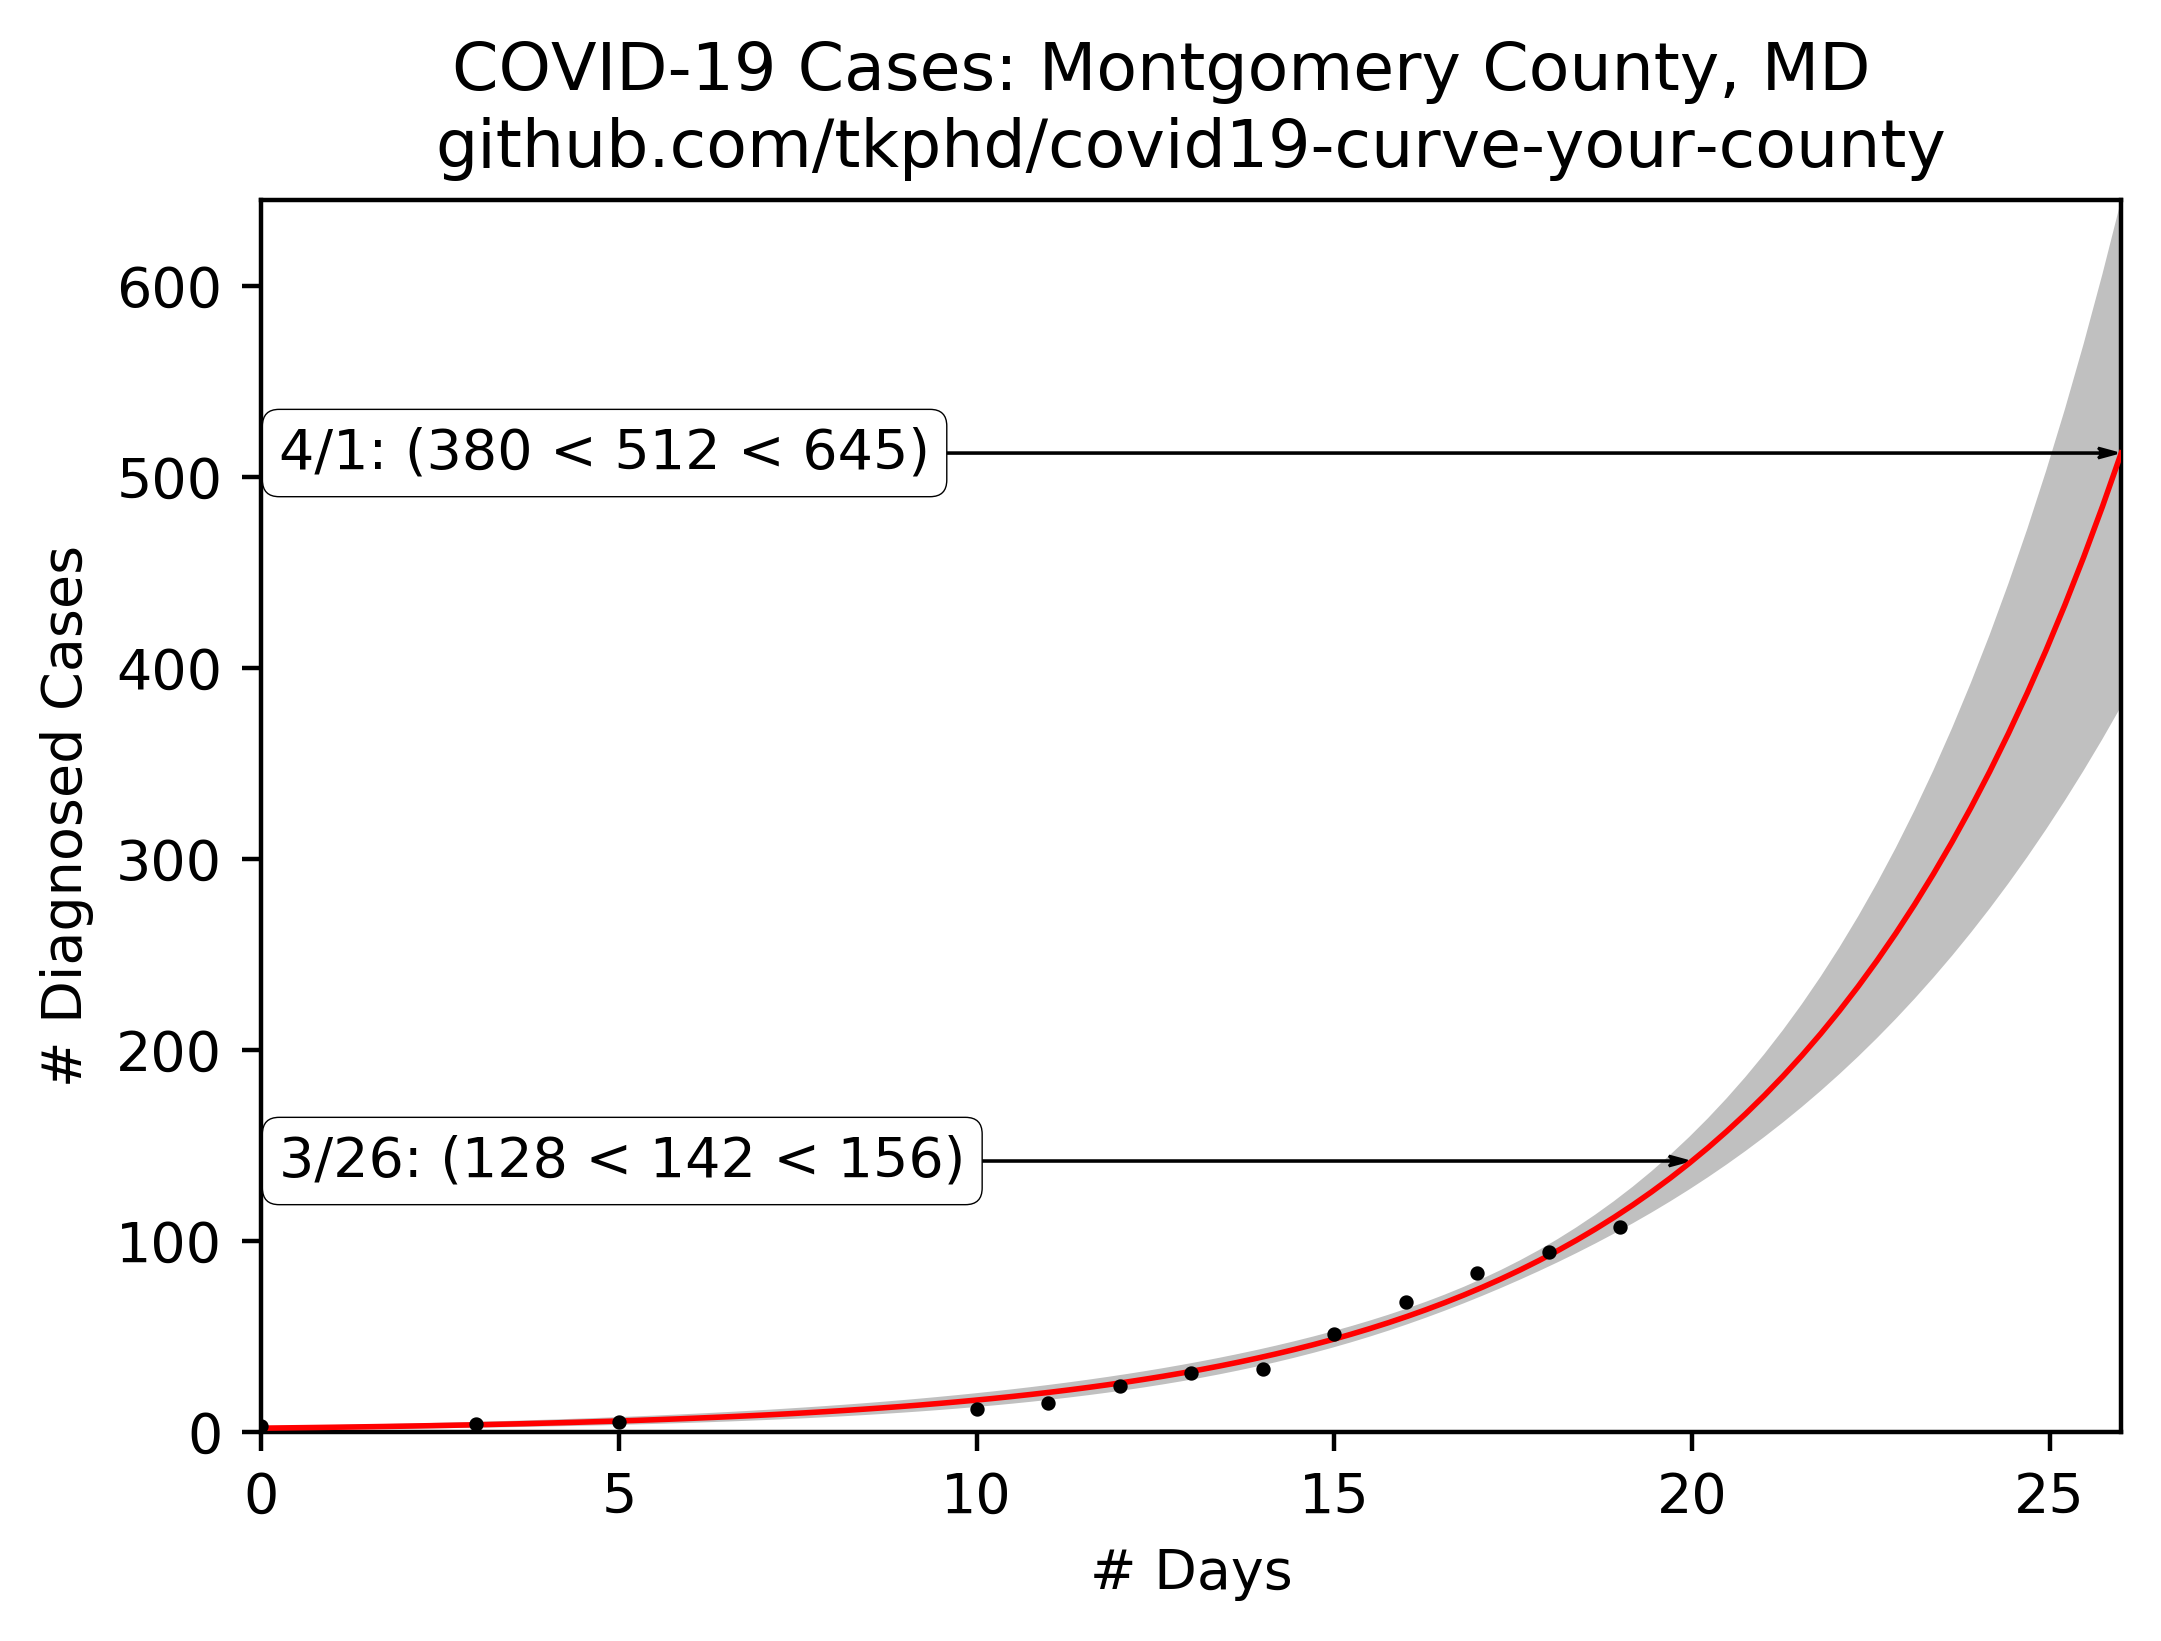 COVID-19 Cases: Montgomery County, MD
github.com/tkphd/covid19-curve-your-county
# Diagnosed Cases
600
500
400
300
200
100
0
4/1: (380 < 512 < 645)
3/26: (128 < 142 < 156)
0 5 10 15 20 25
# Days